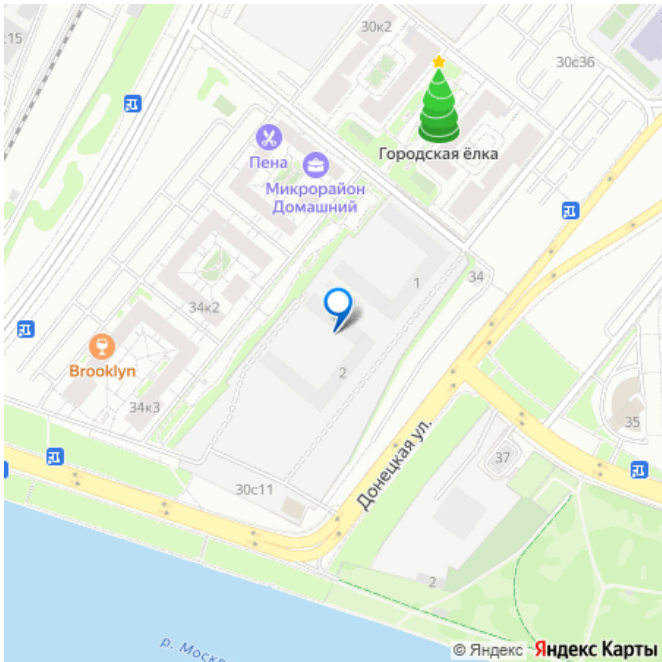 с15
30к2
30с36
Городская ёлка
Пена
Микрорайон
Домашний
34
1
34к2
2
Brooklyn
34к3
35
Донецкая ул.
37
30с11
2
р. Москв
© Яндекс Яндекс Карты